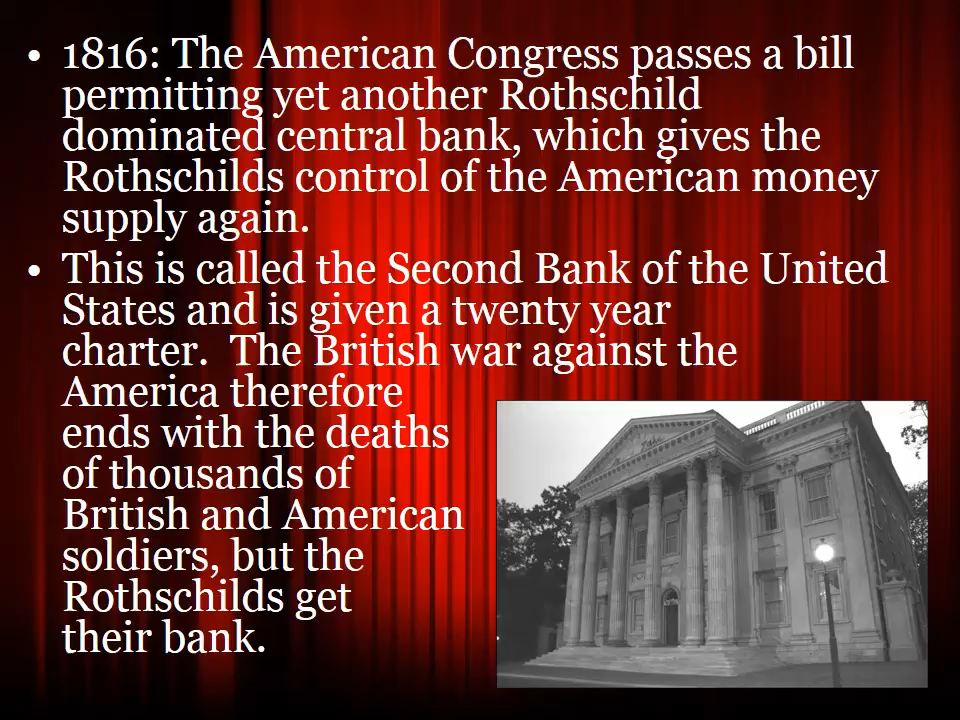 • 1816: The American Congress passes a bill
permitting yet another Rothschild
dominated central bank, which gives the
Rothschilds control of the American money
supply again.
• This is called the Second Bank of the United
States and is given a twenty year
charter.  The British war against the
America therefore
ends with the deaths
of thousands of
British and American
soldiers, but the
Rothschilds get
their bank.